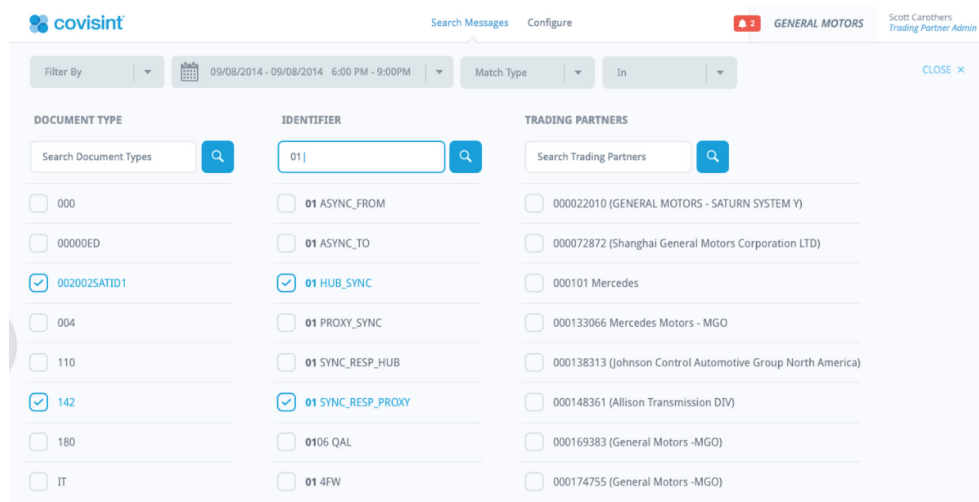 covisint
Search Messages Configure
2 GENERAL MOTORS
Scott Carothers
Trading Partner Admin
Filter By 09/08/2014 - 09/08/2014 6:00 PM - 9:00PM Match Type In CLOSE ×
DOCUMENT TYPE IDENTIFIER TRADING PARTNERS
Search Document Types 01 Search Trading Partners
000 01 ASYNC_FROM 000022010 (GENERAL MOTORS - SATURN SYSTEM Y)
00000ED 01 ASYNC_TO 000072872 (Shanghai General Motors Corporation LTD)
002002SATID1 01 HUB_SYNC 000101 Mercedes
004 01 PROXY_SYNC 000133066 Mercedes Motors - MGO
110 01 SYNC_RESP_HUB 000138313 (Johnson Control Automotive Group North America)
142 01 SYNC_RESP_PROXY 000148361 (Allison Transmission DIV)
180 0106 QAL 000169383 (General Motors -MGO)
IT 01 4FW 000174755 (General Motors -MGO)